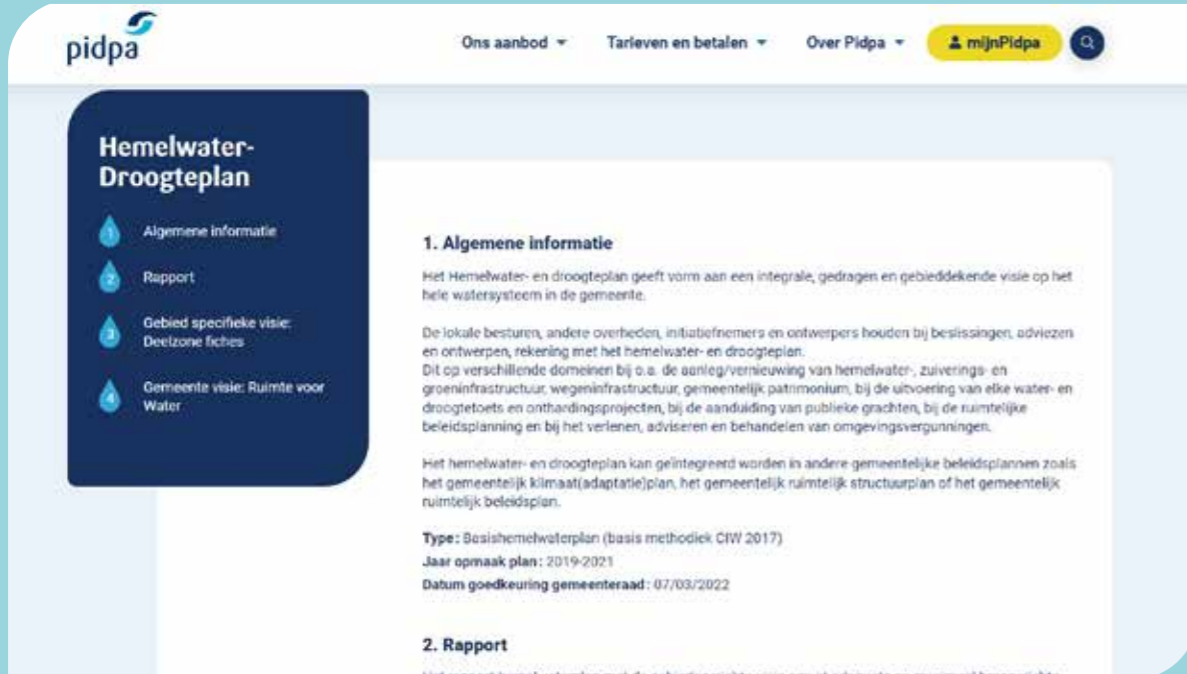 pidpa
Ons aanbod
Tarieven en betalen
Over Pidpa
mijnPidpa
Hemelwater-
Droogteplan
1 Algemene informatie
2 Rapport
3 Gebied specifieke visie:
Deelzone fiches
4 Gemeente visie: Ruimte voor
Water
1. Algemene informatie
Het Hemelwater- en droogteplan geeft vorm aan een integrale, gedragen en gebieddekkende visie op het
hele watersysteem in de gemeente.
De lokale besturen, andere overheden, initiatiefnemers en ontwerpers houden bij beslissingen, adviezen
en ontwerpen, rekening met het hemelwater- en droogteplan.
Dit op verschillende domeinen bij o.a. de aanleg/vernieuwing van hemelwater-, zuiverings- en
groeninfrastructuur, wegeninfrastructuur, gemeentelijk patrimonium, bij de uitvoering van elke water- en
droogtetoets en onthardingsprojecten, bij de aanduiding van publieke grachten, bij de ruimtelijke
beleidsplanning en bij het verlenen, adviseren en behandelen van omgevingsvergunningen.
Het hemelwater- en droogteplan kan geïntegreerd worden in andere gemeentelijke beleidsplannen zoals
het gemeentelijk klimaat(adaptatie)plan, het gemeentelijk ruimtelijk structuurplan of het gemeentelijk
ruimtelijk beleidsplan.
Type: Basishemelwaterplan (basis methodiek CIW 2017)
Jaar opmaak plan: 2019-2021
Datum goedkeuring gemeenteraad: 07/03/2022
2. Rapport